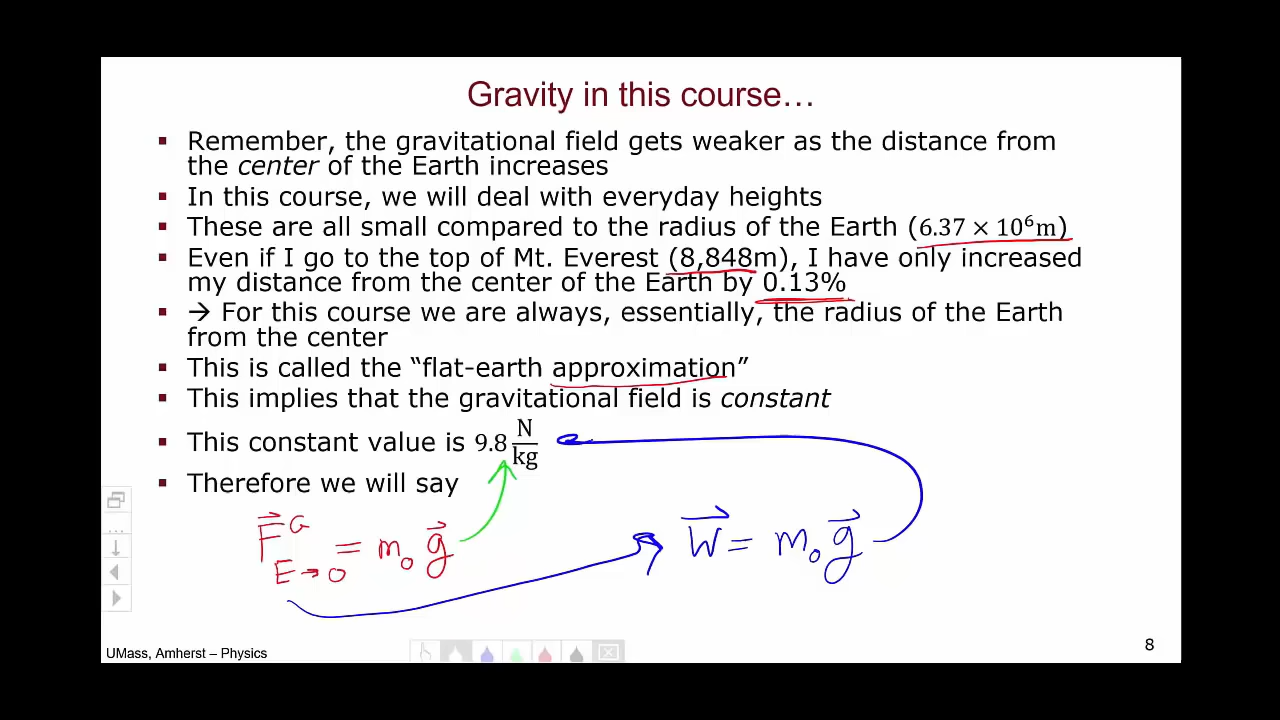 Gravity in this course…
▪ Remember, the gravitational field gets weaker as the distance from
the center of the Earth increases
▪ In this course, we will deal with everyday heights
▪ These are all small compared to the radius of the Earth (6.37 × 10⁶m)
▪ Even if I go to the top of Mt. Everest (8,848m), I have only increased
my distance from the center of the Earth by 0.13%
▪ → For this course we are always, essentially, the radius of the Earth
from the center
▪ This is called the “flat-earth approximation”
▪ This implies that the gravitational field is constant
▪ This constant value is 9.8 N/kg
▪ Therefore we will say
F⃗ᴳ E→O = m₀ g⃗
W⃗ = m₀ g⃗
UMass, Amherst – Physics
8